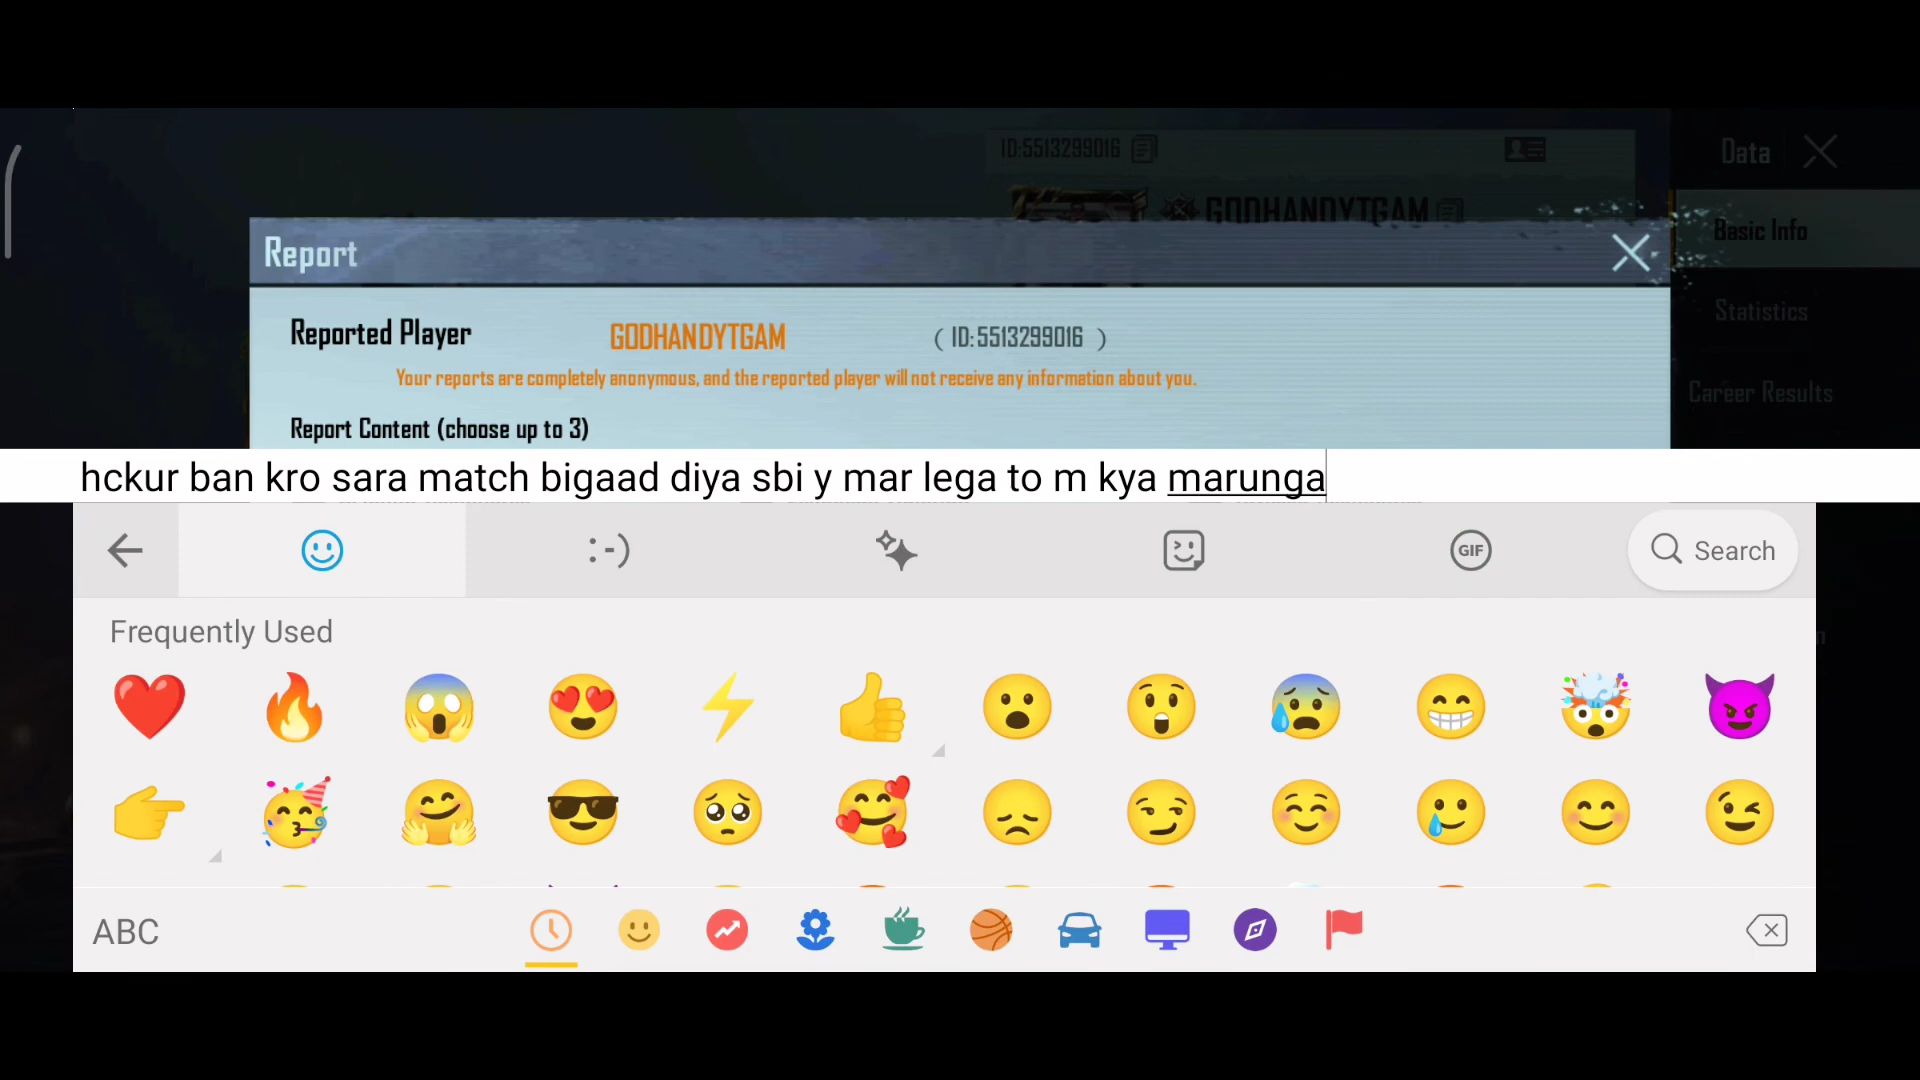 ID:5513299016
Data
GODHANDYTGAM
Basic Info
Report
Statistics
Reported Player GODHANDYTGAM ( ID:5513299016 )
Your reports are completely anonymous, and the reported player will not receive any information about you.
Career Results
Report Content (choose up to 3)
hckur ban kro sara match bigaad diya sbi y mar lega to m kya marunga
:-)
GIF
Search
Frequently Used
ABC